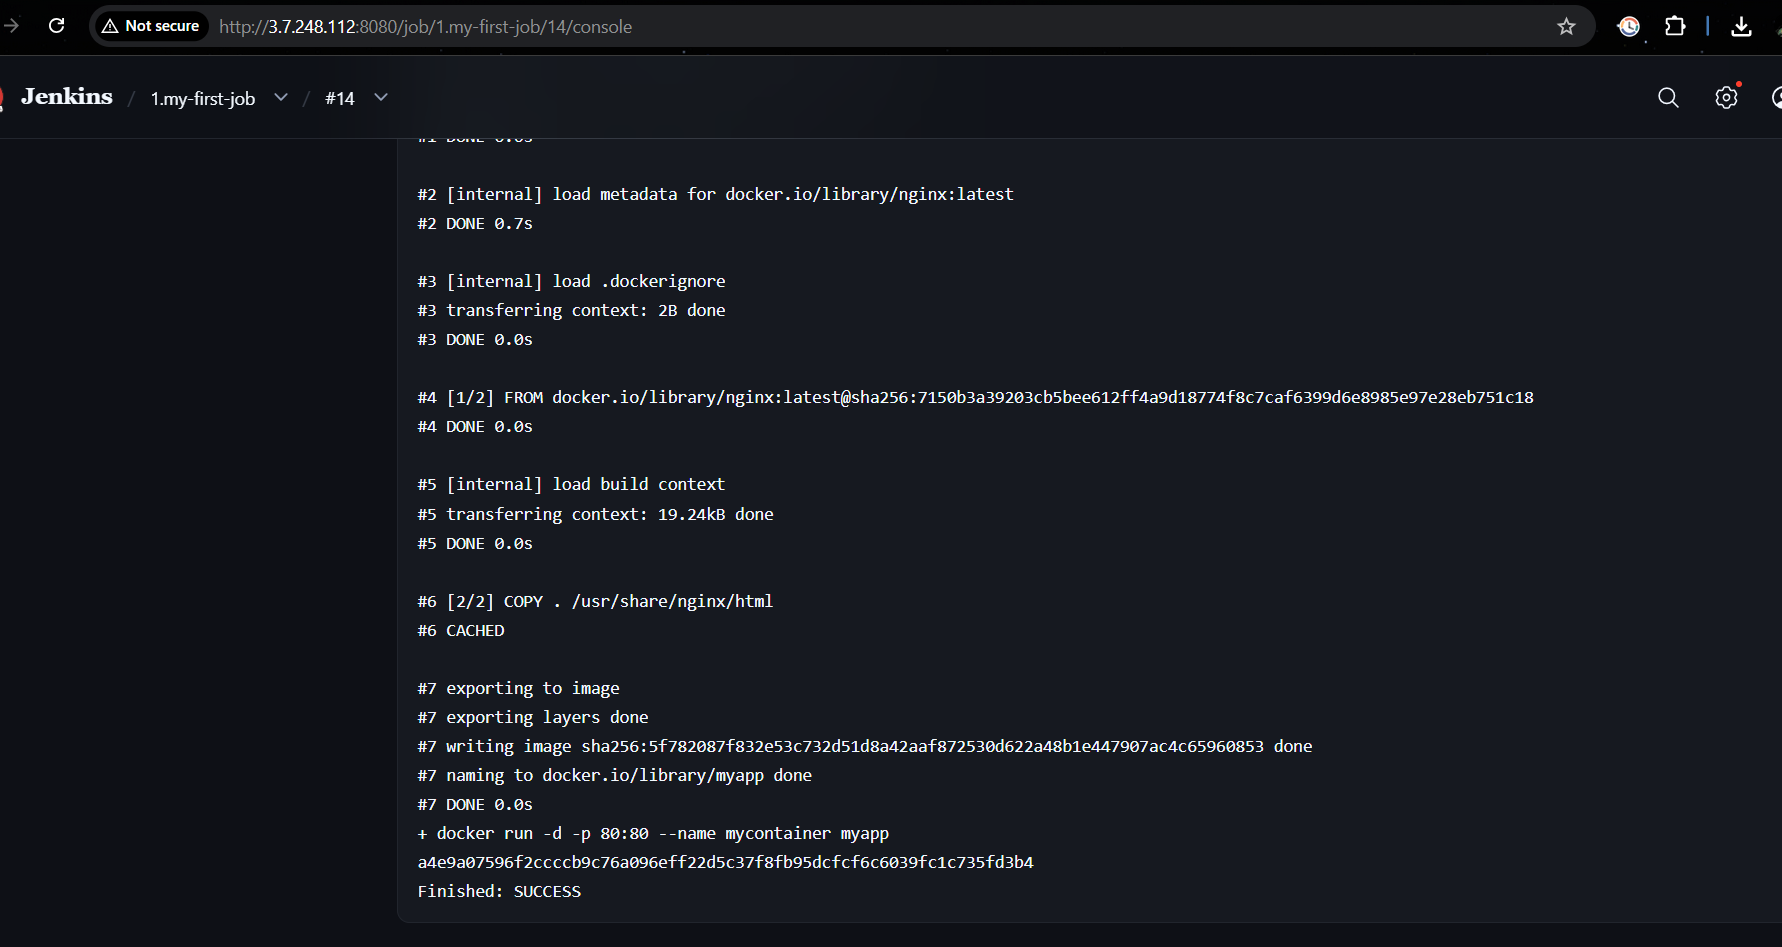 Not secure http://3.7.248.112:8080/job/1.my-first-job/14/console
Jenkins / 1.my-first-job / #14
#1 DONE 0.0s
#2 [internal] load metadata for docker.io/library/nginx:latest
#2 DONE 0.7s
#3 [internal] load .dockerignore
#3 transferring context: 2B done
#3 DONE 0.0s
#4 [1/2] FROM docker.io/library/nginx:latest@sha256:7150b3a39203cb5bee612ff4a9d18774f8c7caf6399d6e8985e97e28eb751c18
#4 DONE 0.0s
#5 [internal] load build context
#5 transferring context: 19.24kB done
#5 DONE 0.0s
#6 [2/2] COPY . /usr/share/nginx/html
#6 CACHED
#7 exporting to image
#7 exporting layers done
#7 writing image sha256:5f782087f832e53c732d51d8a42aaf872530d622a48b1e447907ac4c65960853 done
#7 naming to docker.io/library/myapp done
#7 DONE 0.0s
+ docker run -d -p 80:80 --name mycontainer myapp
a4e9a07596f2ccccb9c76a096eff22d5c37f8fb95dcfcf6c6039fc1c735fd3b4
Finished: SUCCESS